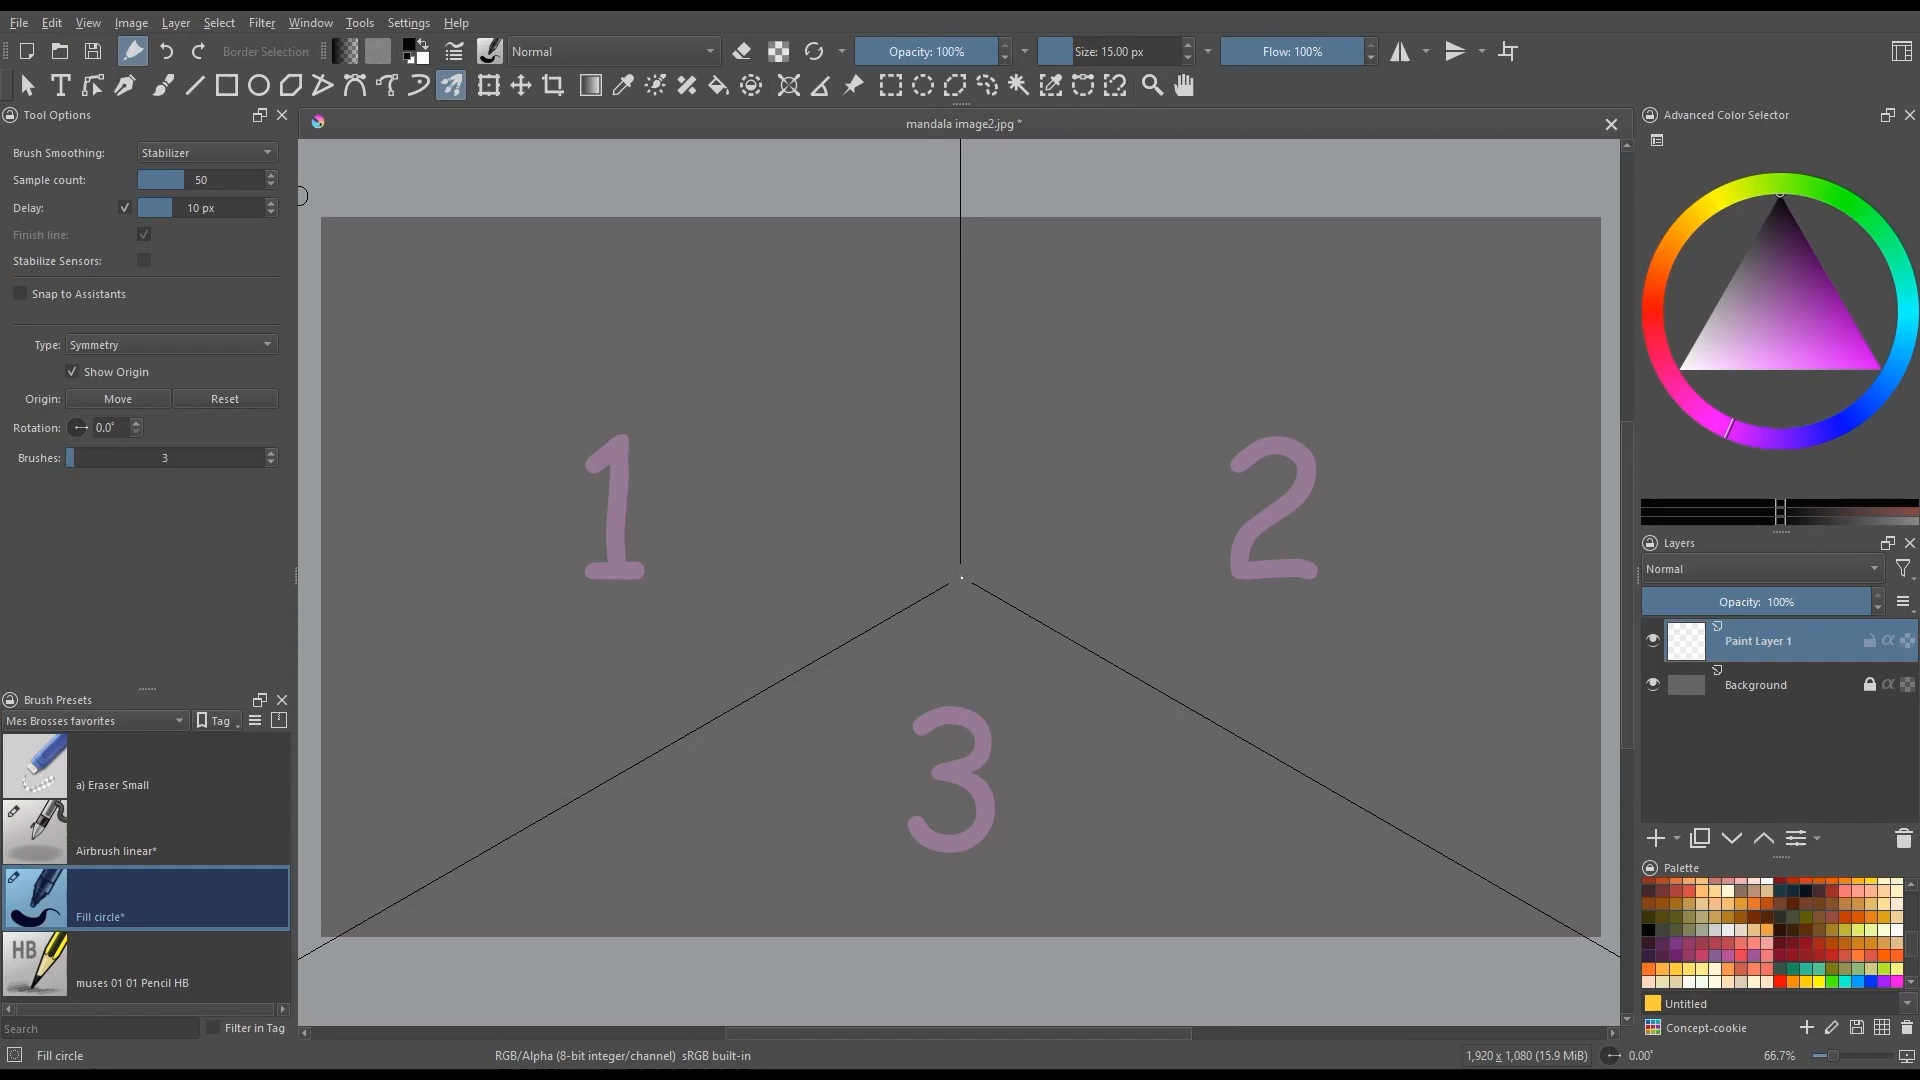 File Edit View Image Layer Select Filter Tools Settings Window Help
Border Selection Normal Opacity: 100% Size: 15.00 px Flow: 100%
Tool Options
mandala image2.jpg *
Advanced Color Selector
Brush Smoothing: Stabilizer
Sample count: 50
Delay: 10 px
Finish line:
Stabilize Sensors:
Snap to Assistants
Type: Symmetry
Show Origin
Origin: Move Reset
Rotation: 0.0°
Brushes: 3
1
2
3
Layers
Normal
Opacity: 100%
Paint Layer 1
Background
Brush Presets
Mes Brosses favorites Tag
a) Eraser Small
Airbrush linear*
Fill circle*
HB
muses 01 01 Pencil HB
Search Filter in Tag
Palette
Untitled
Concept-cookie
Fill circle
RGB/Alpha (8-bit integer/channel) sRGB built-in
1,920 x 1,080 (15.9 MiB)
0.00°
66.7%